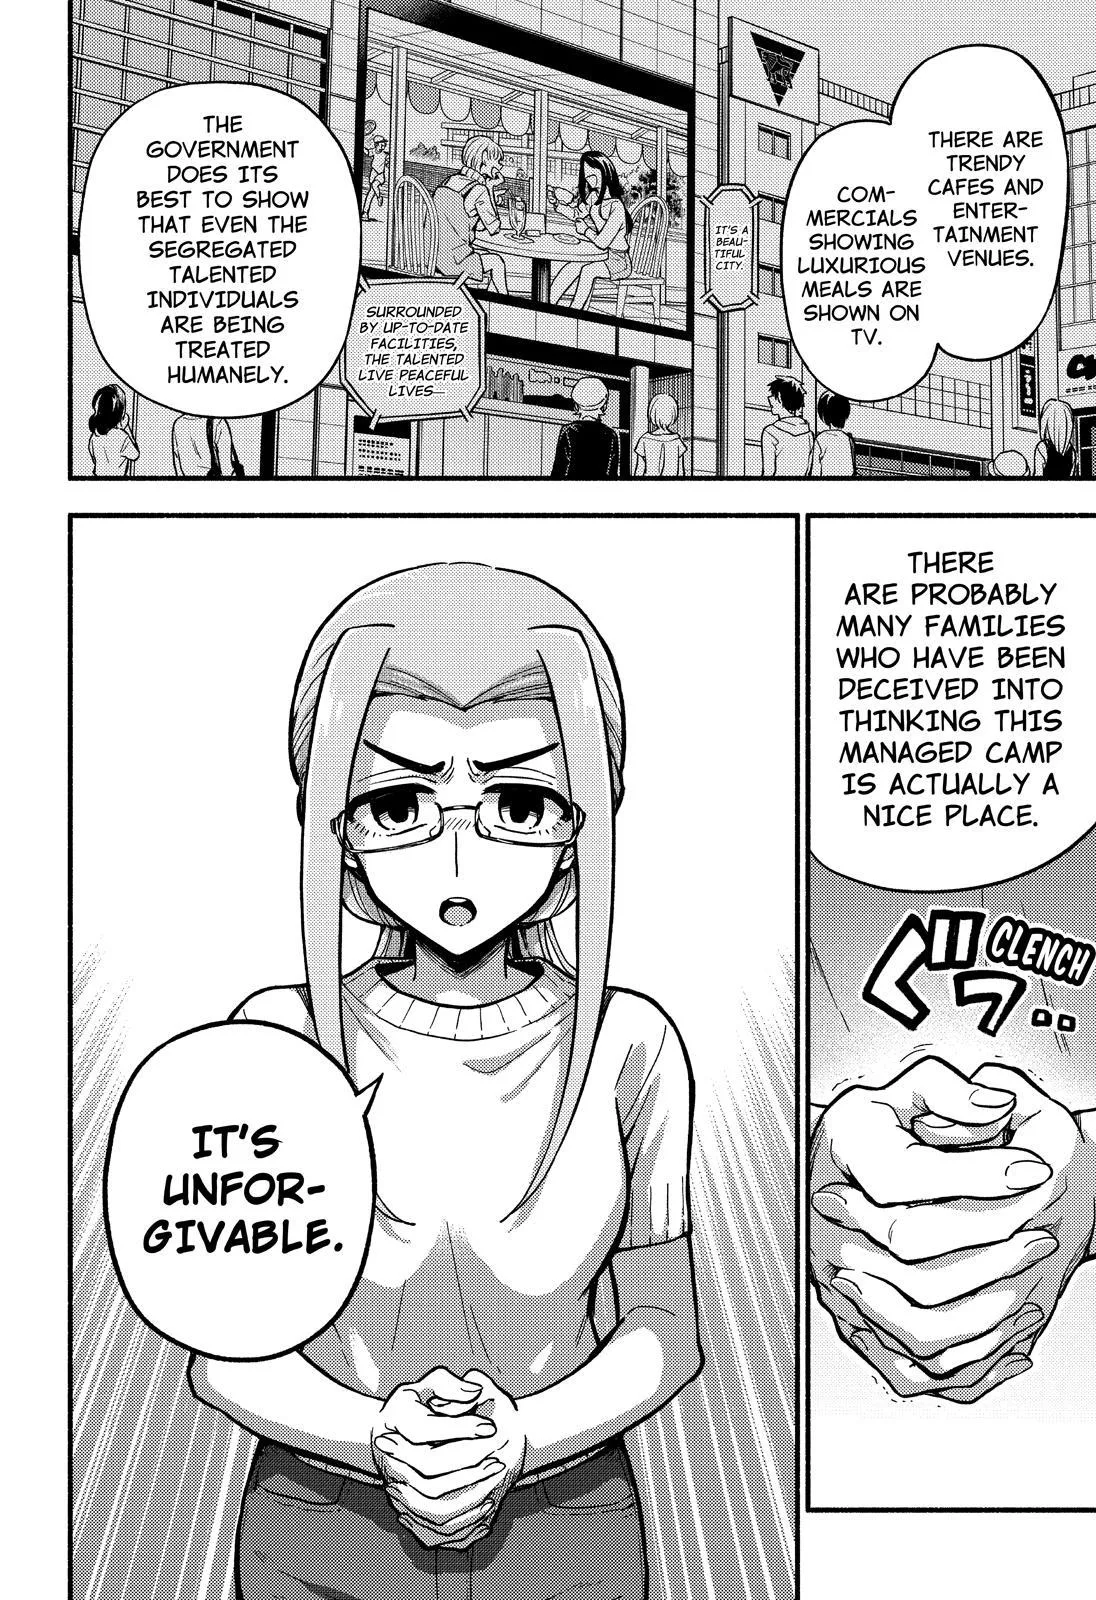 THERE ARE
TRENDY
CAFES AND
ENTER-
TAINMENT
VENUES.
COM-
MERCIALS
SHOWING
LUXURIOUS
MEALS ARE
SHOWN ON
TV.
IT'S A
BEAU-
TIFUL
CITY.
SURROUNDED
BY UP-TO-DATE
FACILITIES,
THE TALENTED
LIVE PEACEFUL
LIVES—
THE
GOVERNMENT
DOES ITS
BEST TO SHOW
THAT EVEN THE
SEGREGATED
TALENTED
INDIVIDUALS
ARE BEING
TREATED
HUMANELY.
THERE
ARE PROBABLY
MANY FAMILIES
WHO HAVE BEEN
DECEIVED INTO
THINKING THIS
MANAGED CAMP
IS ACTUALLY A
NICE PLACE.
CLENCH
グッ..
IT'S
UNFOR-
GIVABLE.